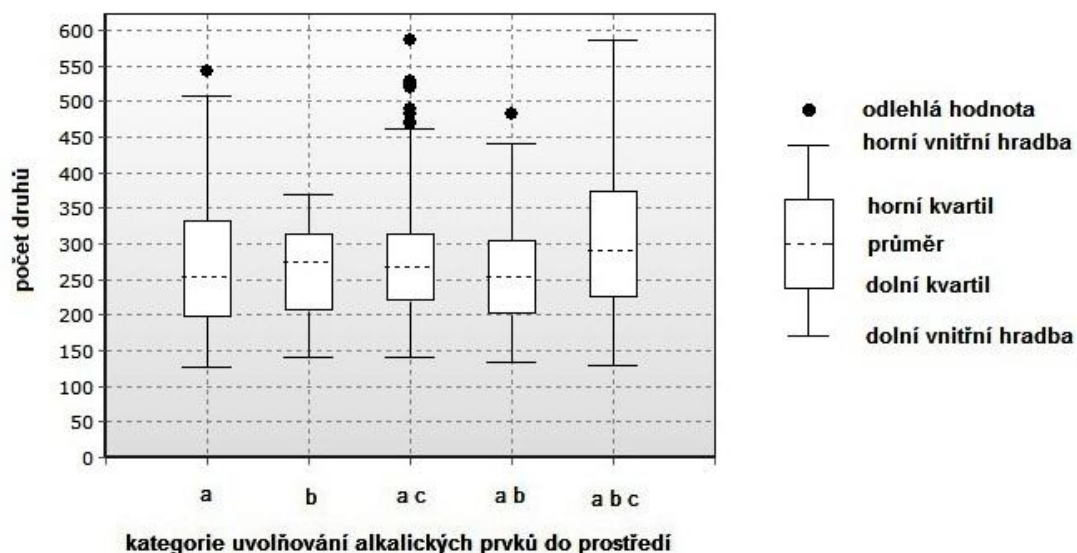 600
550
500
450
400
350
300
250
200
150
100
50
0
počet druhů
a
b
a c
a b
a b c
kategorie uvolňování alkalických prvků do prostředí
odlehlá hodnota
horní vnitřní hradba
horní kvartil
průměr
dolní kvartil
dolní vnitřní hradba